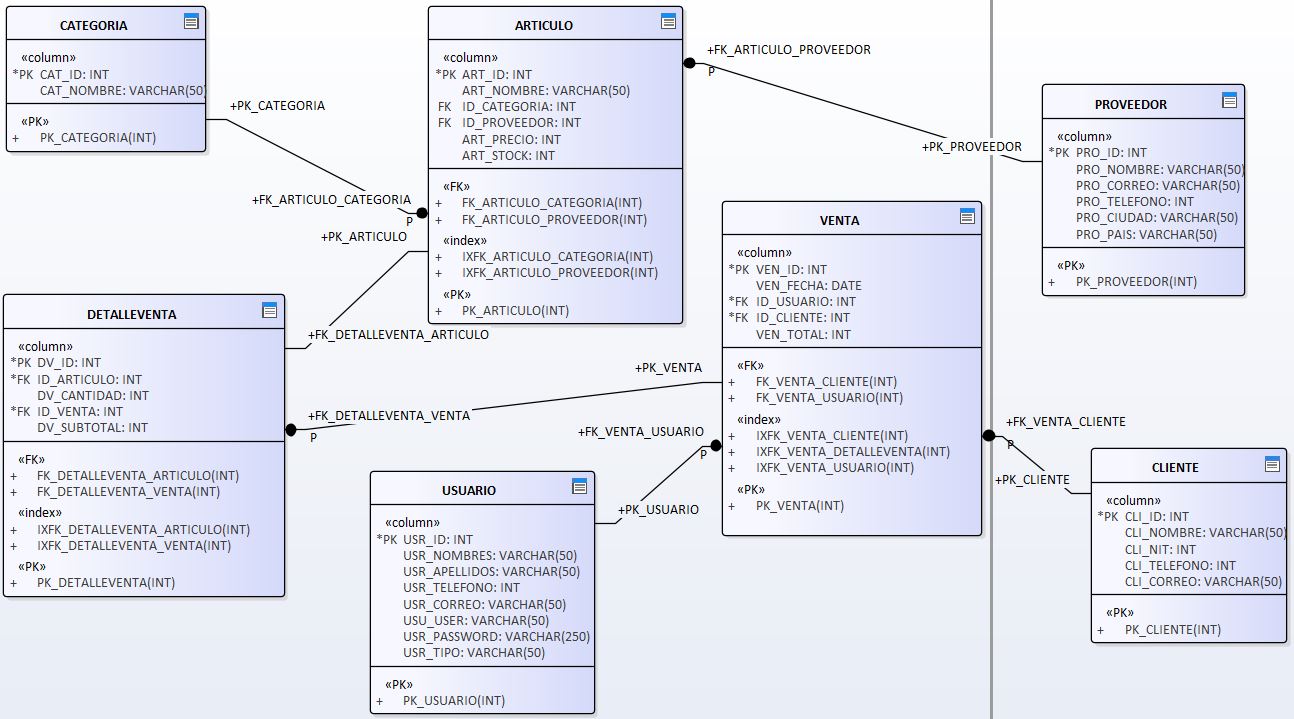 CATEGORIA
«column»
*PK CAT_ID: INT
CAT_NOMBRE: VARCHAR(50)
«PK»
+ PK_CATEGORIA(INT)
+PK_CATEGORIA
+FK_ARTICULO_CATEGORIA
P
ARTICULO
«column»
*PK ART_ID: INT
ART_NOMBRE: VARCHAR(50)
FK ID_CATEGORIA: INT
FK ID_PROVEEDOR: INT
ART_PRECIO: INT
ART_STOCK: INT
«FK»
+ FK_ARTICULO_CATEGORIA(INT)
+ FK_ARTICULO_PROVEEDOR(INT)
«index»
+ IXFK_ARTICULO_CATEGORIA(INT)
+ IXFK_ARTICULO_PROVEEDOR(INT)
«PK»
+ PK_ARTICULO(INT)
+FK_ARTICULO_PROVEEDOR
P
+PK_PROVEEDOR
PROVEEDOR
«column»
*PK PRO_ID: INT
PRO_NOMBRE: VARCHAR(50)
PRO_CORREO: VARCHAR(50)
PRO_TELEFONO: INT
PRO_CIUDAD: VARCHAR(50)
PRO_PAIS: VARCHAR(50)
«PK»
+ PK_PROVEEDOR(INT)
+PK_ARTICULO
+FK_DETALLEVENTA_ARTICULO
DETALLEVENTA
«column»
*PK DV_ID: INT
*FK ID_ARTICULO: INT
DV_CANTIDAD: INT
*FK ID_VENTA: INT
DV_SUBTOTAL: INT
«FK»
+ FK_DETALLEVENTA_ARTICULO(INT)
+ FK_DETALLEVENTA_VENTA(INT)
«index»
+ IXFK_DETALLEVENTA_ARTICULO(INT)
+ IXFK_DETALLEVENTA_VENTA(INT)
«PK»
+ PK_DETALLEVENTA(INT)
+PK_VENTA
+FK_DETALLEVENTA_VENTA
P
VENTA
«column»
*PK VEN_ID: INT
VEN_FECHA: DATE
*FK ID_USUARIO: INT
*FK ID_CLIENTE: INT
VEN_TOTAL: INT
«FK»
+ FK_VENTA_CLIENTE(INT)
+ FK_VENTA_USUARIO(INT)
«index»
+ IXFK_VENTA_CLIENTE(INT)
+ IXFK_VENTA_DETALLEVENTA(INT)
+ IXFK_VENTA_USUARIO(INT)
«PK»
+ PK_VENTA(INT)
+FK_VENTA_USUARIO
P
+PK_USUARIO
USUARIO
«column»
*PK USR_ID: INT
USR_NOMBRES: VARCHAR(50)
USR_APELLIDOS: VARCHAR(50)
USR_TELEFONO: INT
USR_CORREO: VARCHAR(50)
USU_USER: VARCHAR(50)
USR_PASSWORD: VARCHAR(250)
USR_TIPO: VARCHAR(50)
«PK»
+ PK_USUARIO(INT)
+FK_VENTA_CLIENTE
P
+PK_CLIENTE
CLIENTE
«column»
*PK CLI_ID: INT
CLI_NOMBRE: VARCHAR(50)
CLI_NIT: INT
CLI_TELEFONO: INT
CLI_CORREO: VARCHAR(50)
«PK»
+ PK_CLIENTE(INT)